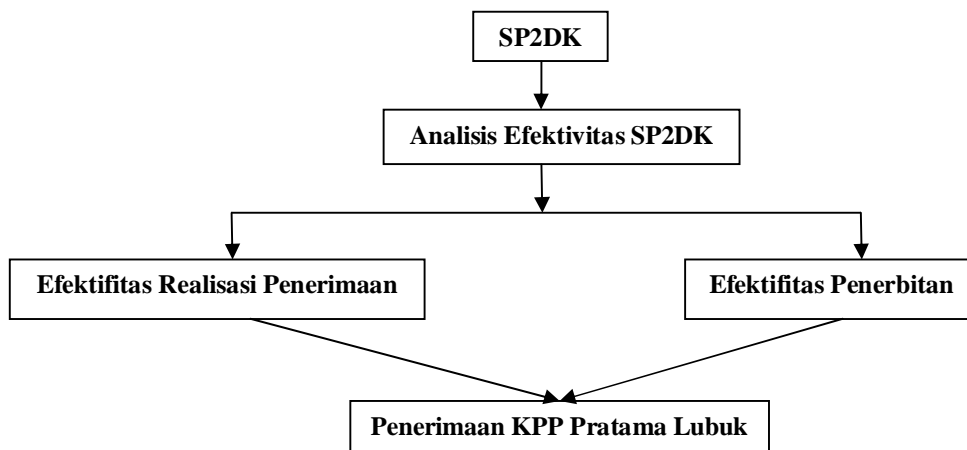 SP2DK
Analisis Efektivitas SP2DK
Efektifitas Realisasi Penerimaan
Efektifitas Penerbitan
Penerimaan KPP Pratama Lubuk